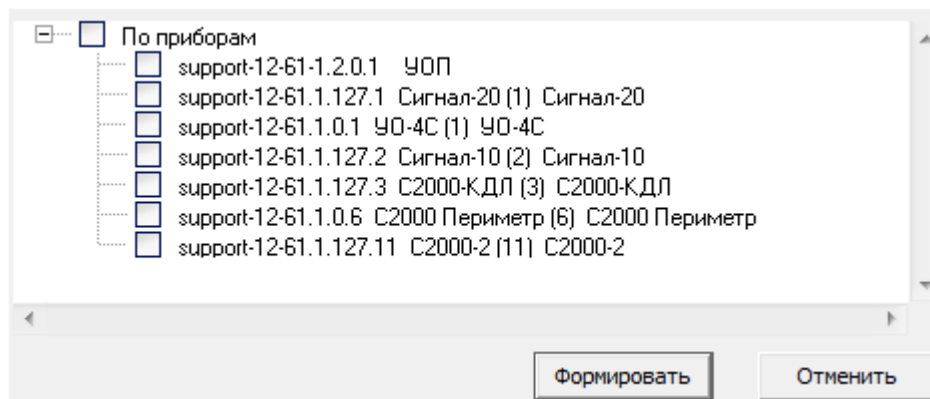 По приборам
support-12-61-1.2.0.1 УОП
support-12-61.1.127.1 Сигнал-20 (1) Сигнал-20
support-12-61.1.0.1 УО-4С (1) УО-4С
support-12-61.1.127.2 Сигнал-10 (2) Сигнал-10
support-12-61.1.127.3 С2000-КДЛ (3) С2000-КДЛ
support-12-61.1.0.6 С2000 Периметр (6) С2000 Периметр
support-12-61.1.127.11 С2000-2 (11) С2000-2
Формировать Отменить